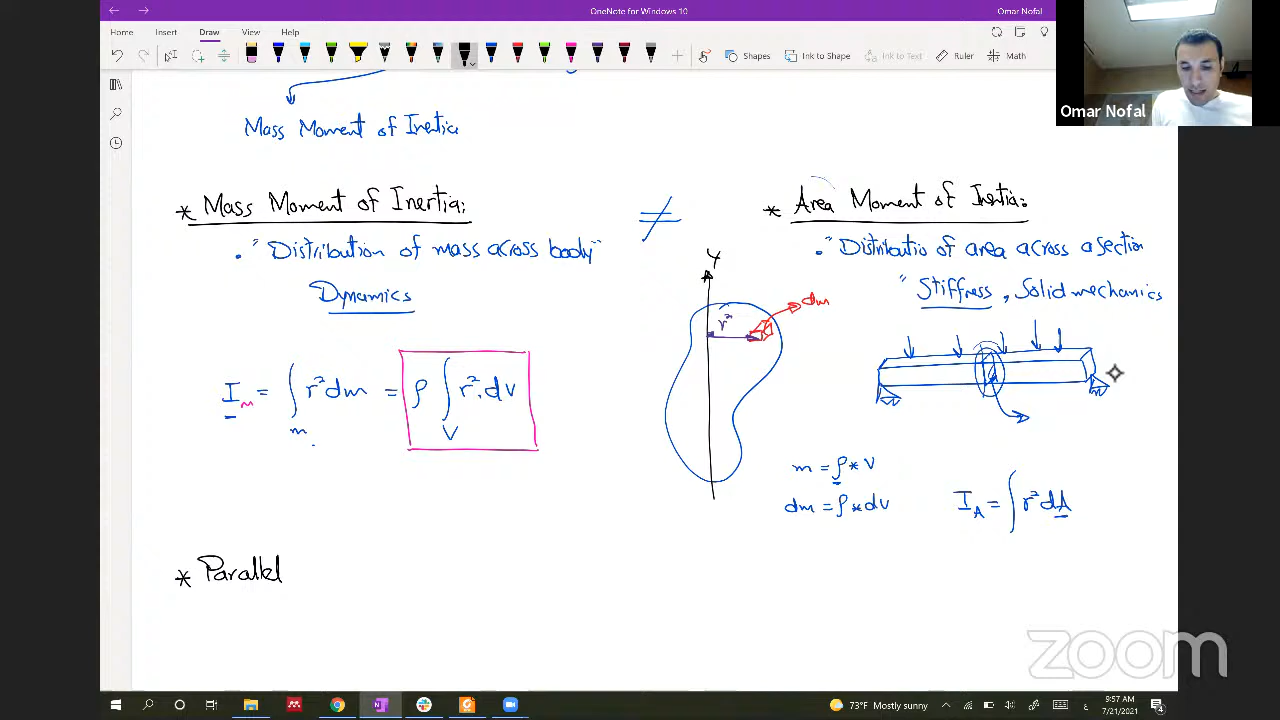 OneNote for Windows 10
Omar Nofal
Home Insert Draw View Help
Shapes Ink to Shape Ink to Text Ruler Math
Omar Nofal
Mass Moment of Inertia
* Mass Moment of Inertia:
≠
* Area Moment of Inertia:
• "Distribution of mass across body"
Dynamics
• "Distributio of area across a section
" Stiffness, Solid mechanics
Y
r²
dm
I_m = ∫_m r² dm = ρ ∫_V r². dv
m = ρ * V
dm = ρ * dv
I_A = ∫ r² dA
* Parallel
zoom
73°F Mostly sunny
9:57 AM
7/21/2021
4